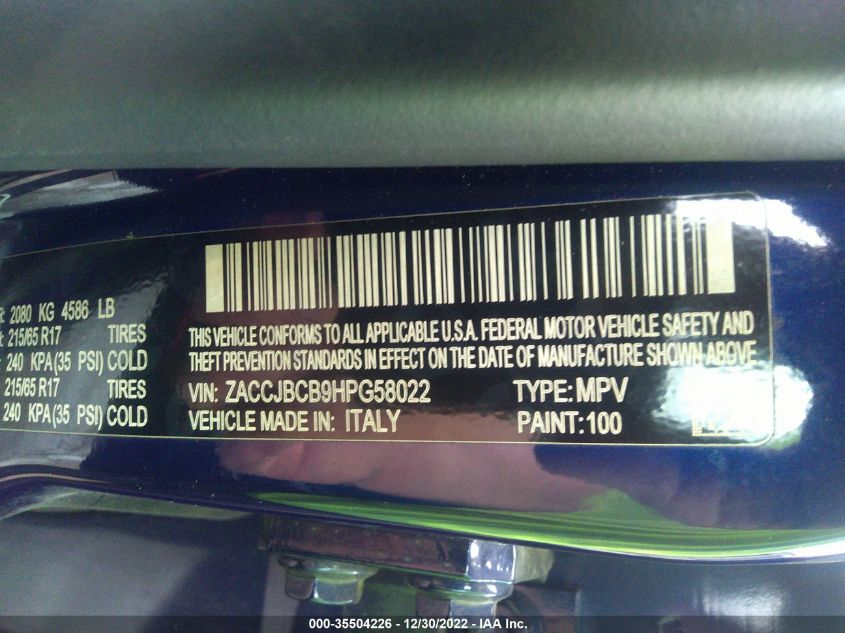 2080 KG 4586 LB
215/65 R17 TIRES
240 KPA(35 PSI) COLD
215/65 R17 TIRES
240 KPA(35 PSI) COLD
THIS VEHICLE CONFORMS TO ALL APPLICABLE U.S.A. FEDERAL MOTOR VEHICLE SAFETY AND
THEFT PREVENTION STANDARDS IN EFFECT ON THE DATE OF MANUFACTURE SHOWN ABOVE
VIN: ZACCJBCB9HPG58022 TYPE: MPV
VEHICLE MADE IN: ITALY PAINT: 100
000-35504226 - 12/30/2022 - IAA Inc.